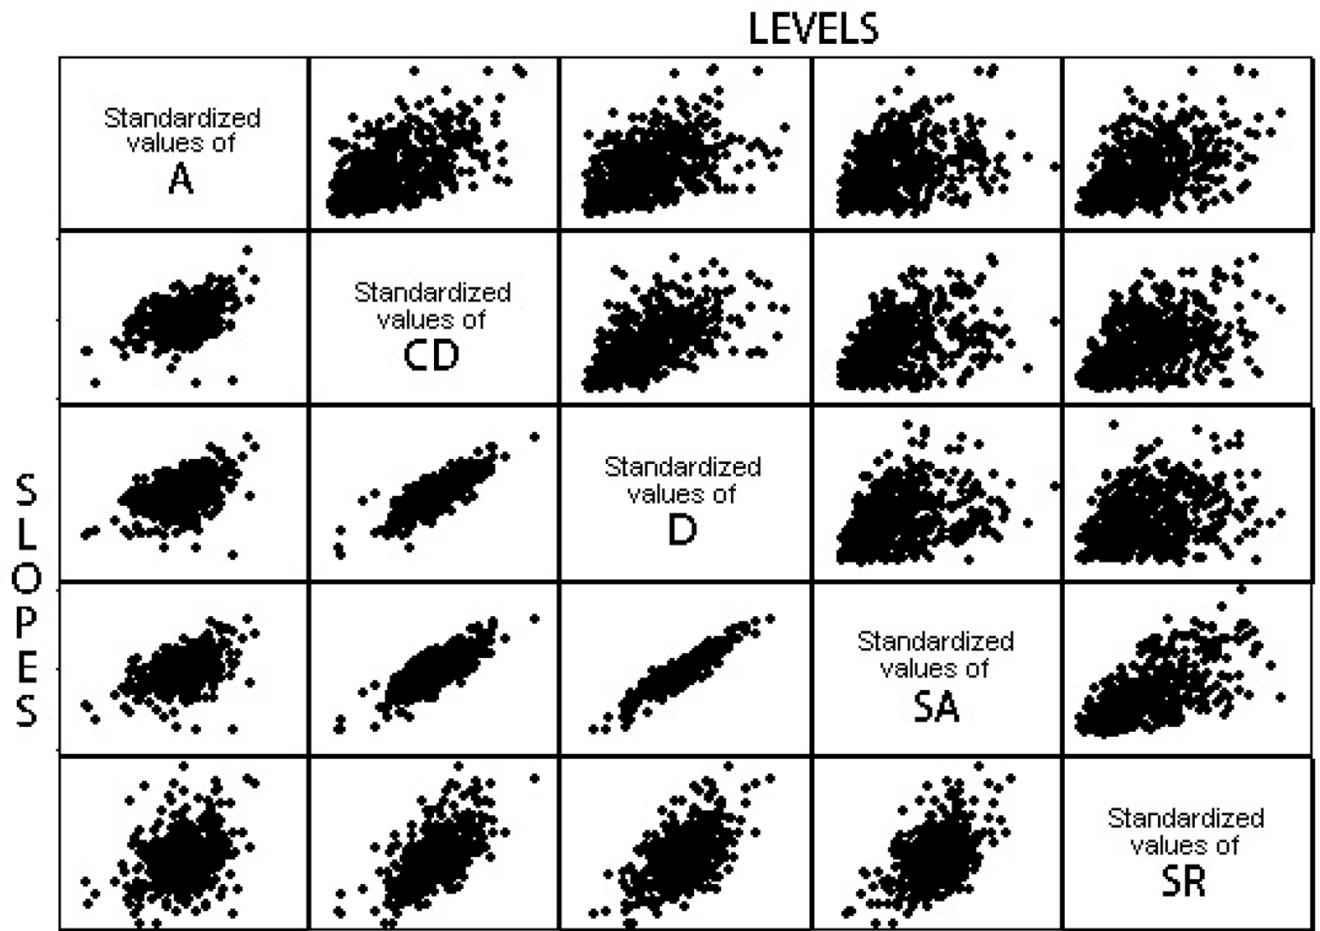 LEVELS
Standardized
values of
A
Standardized
values of
CD
SLOPES
Standardized
values of
D
Standardized
values of
SA
Standardized
values of
SR